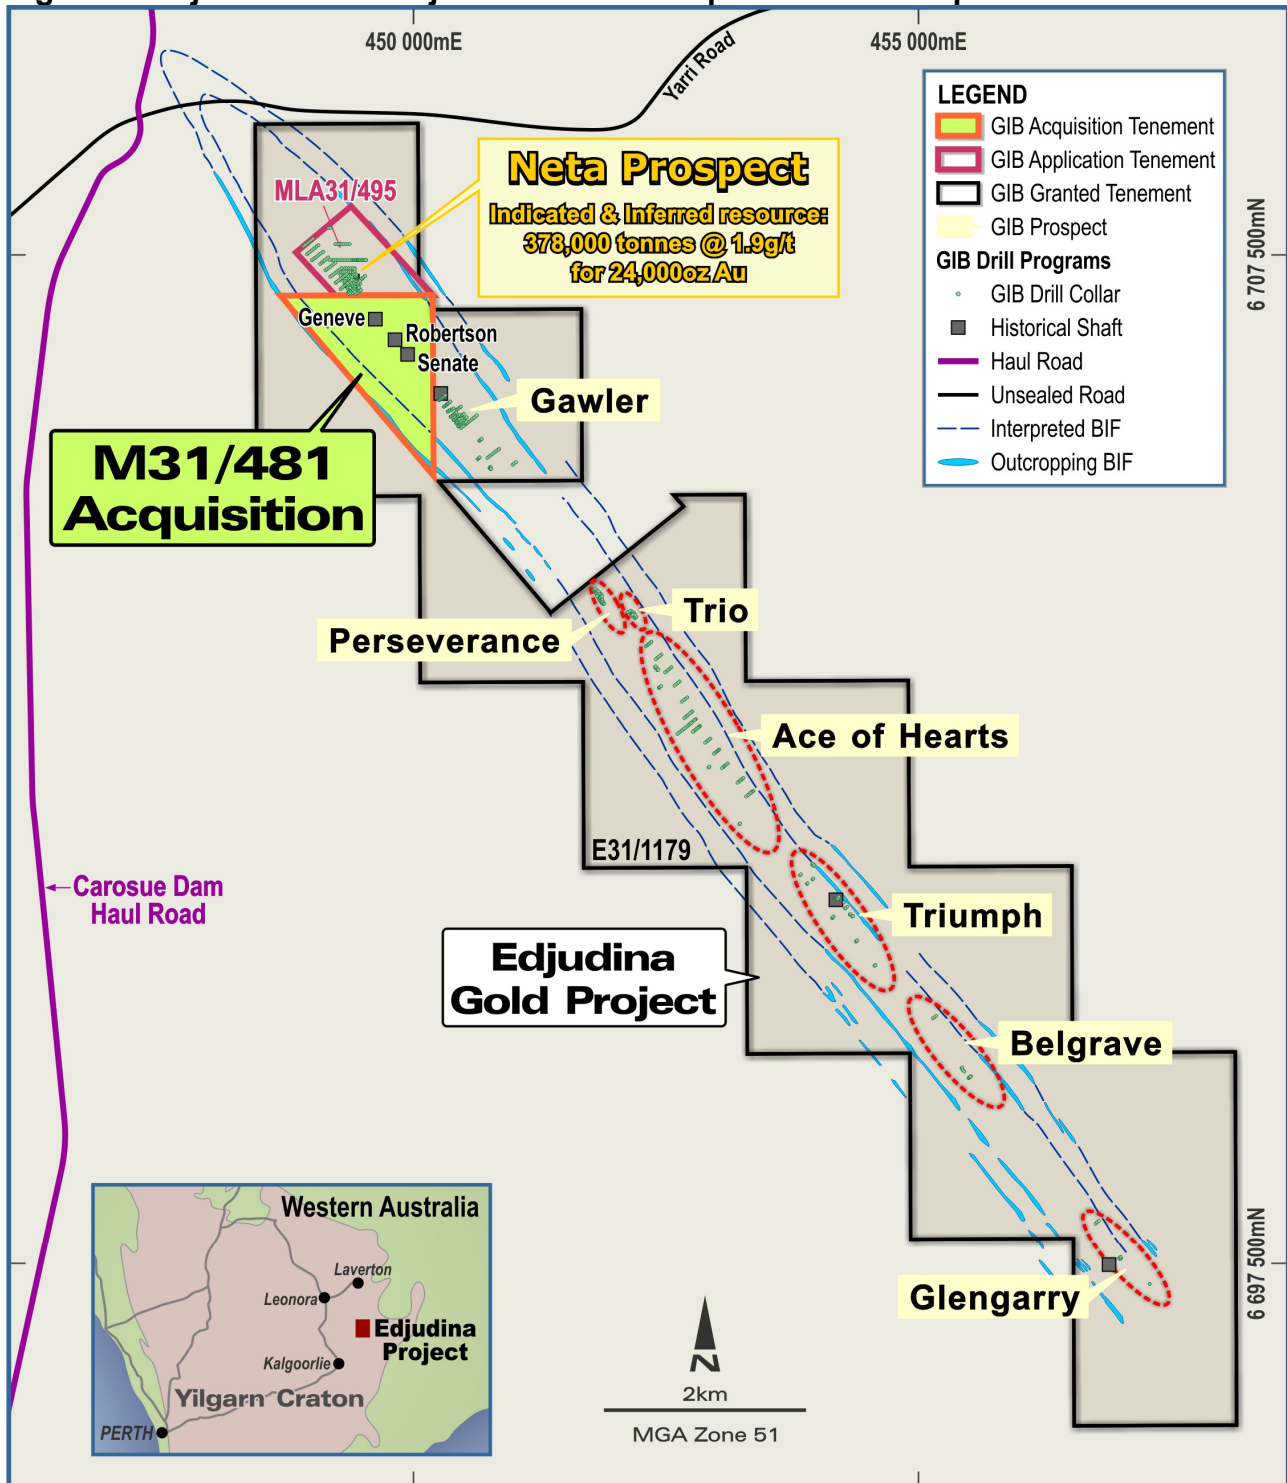 450 000mE
455 000mE
Yarri Road
LEGEND
GIB Acquisition Tenement
GIB Application Tenement
GIB Granted Tenement
GIB Prospect
GIB Drill Programs
GIB Drill Collar
Historical Shaft
Haul Road
Unsealed Road
Interpreted BIF
Outcropping BIF
Neta Prospect
Indicated & Inferred resource:
378,000 tonnes @ 1.9g/t
for 24,000oz Au
MLA31/495
6 707 500mN
Geneve
Robertson
Senate
Gawler
M31/481
Acquisition
Trio
Perseverance
Ace of Hearts
E31/1179
Carosue Dam
Haul Road
Triumph
Edjudina
Gold Project
Belgrave
Glengarry
6 697 500mN
Western Australia
Laverton
Leonora
Edjudina
Project
Kalgoorlie
Yilgarn Craton
PERTH
N
2km
MGA Zone 51